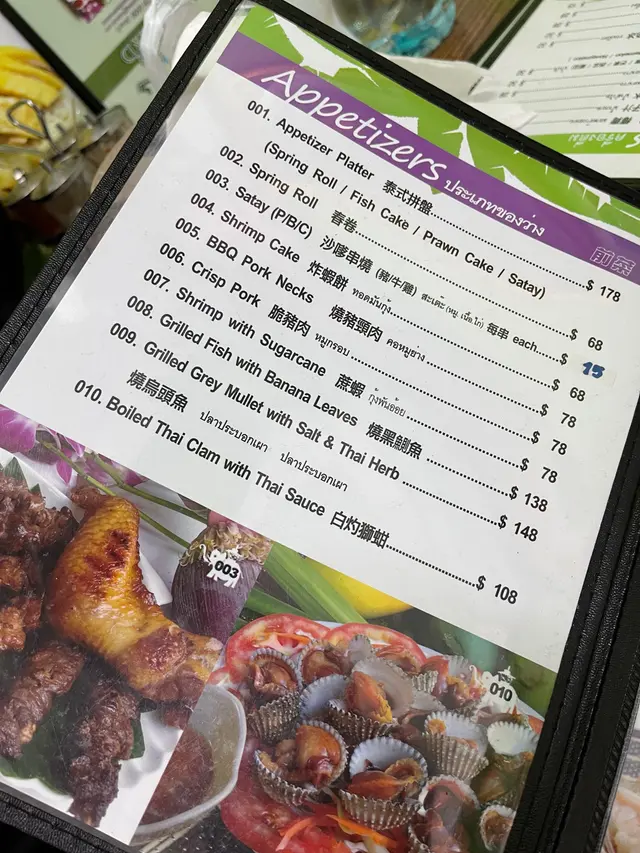 Appetizers ประเภทของว่าง 前菜
001. Appetizer Platter 泰式拼盤 $ 178
(Spring Roll / Fish Cake / Prawn Cake / Satay)
002. Spring Roll 春卷 $ 68
003. Satay (P/B/C) 沙嗲串燒 (豬/牛/雞) สะเต๊ะ (หมู เนื้อ ไก่) 每串 each $ 15
004. Shrimp Cake 炸蝦餅 ทอดมันกุ้ง $ 68
005. BBQ Pork Necks 燒豬頸肉 คอหมูย่าง $ 78
006. Crisp Pork 脆豬肉 หมูกรอบ $ 78
007. Shrimp with Sugarcane 蔗蝦 กุ้งพันอ้อย $ 78
008. Grilled Fish with Banana Leaves 燒黑鰂魚 $ 138
009. Grilled Grey Mullet with Salt & Thai Herb $ 148
燒烏頭魚 ปลาประบอกเผา ปลาประบอกเผา
010. Boiled Thai Clam with Thai Sauce 白灼獅蚶 $ 108
003
010